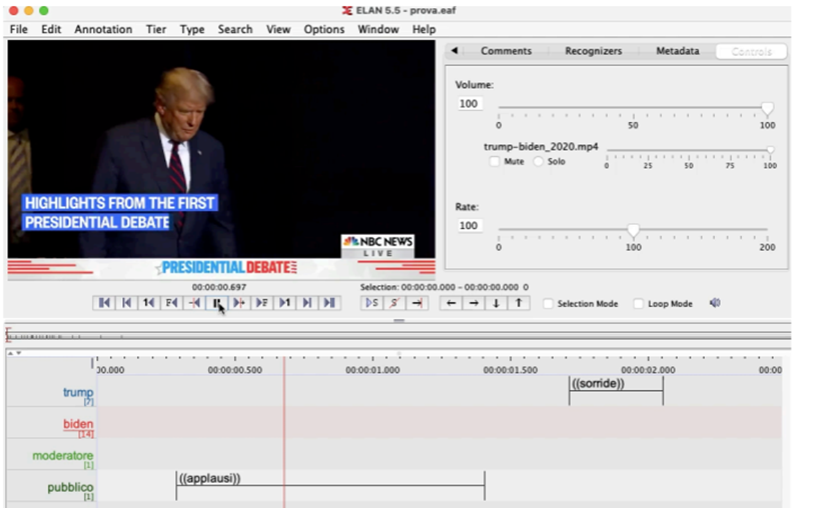 ELAN 5.5 - prova.eaf
File Edit Annotation Tier Type Search View Options Window Help
Comments Recognizers Metadata Controls
Volume:
100
0 50 100
trump-biden_2020.mp4
Mute Solo
0 25 50 75 100
Rate:
100
0 100 200
HIGHLIGHTS FROM THE FIRST
PRESIDENTIAL DEBATE
NBC NEWS
LIVE
PRESIDENTIAL DEBATE
00:00:00.697
Selection: 00:00:00.000 - 00:00:00.000 0
Selection Mode Loop Mode
00.000 00:00:00.500 00:00:01.000 00:00:01.500 00:00:02.000 00:00
trump
[7]
((sorride))
biden
[14]
moderatore
[1]
pubblico
[1]
((applausi))